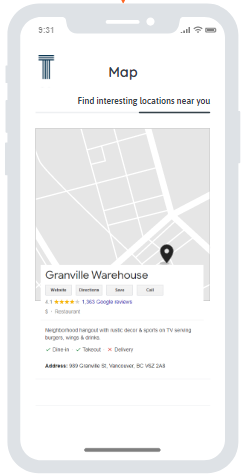 9:31
Map
Find interesting locations near you
Granville Warehouse
Website Directions Save Call
4.1 ★★★★☆ 1,363 Google reviews
$ · Restaurant
Neighborhood hangout with rustic decor & sports on TV serving
burgers, wings & drinks.
✓ Dine-in ✓ Takeout ✕ Delivery
Address: 989 Granville St, Vancouver, BC V6Z 2A8